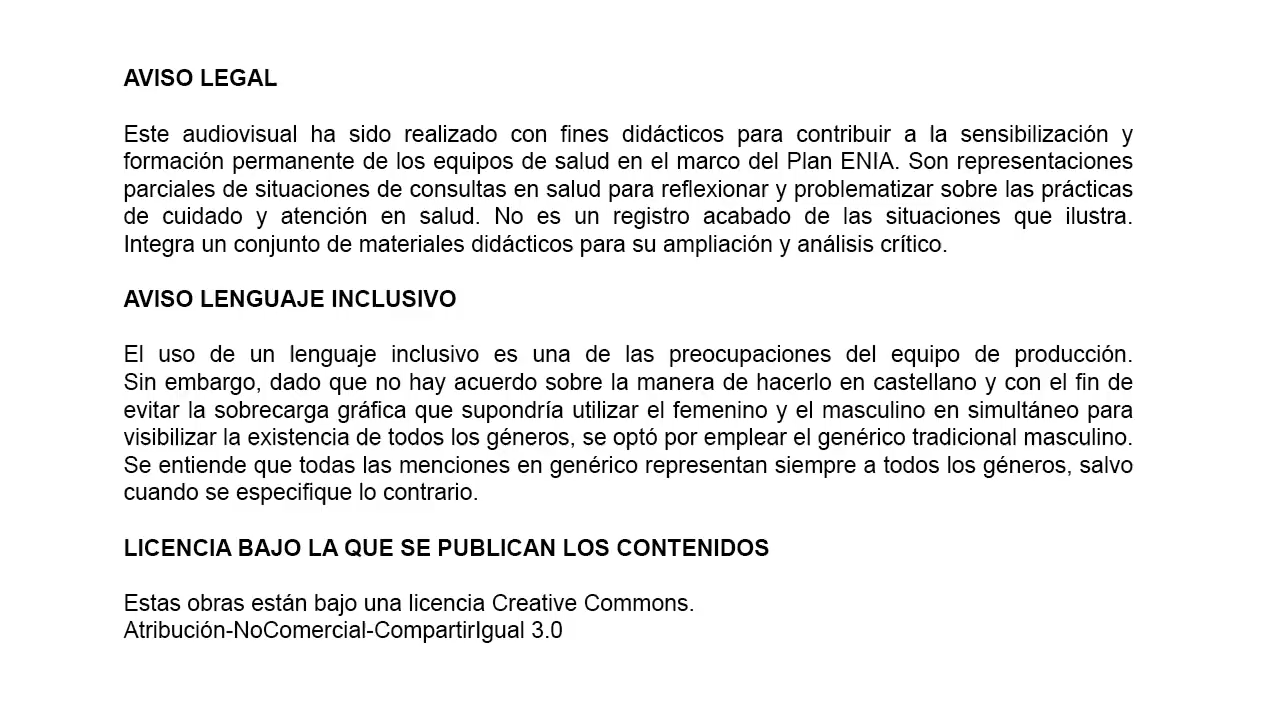 AVISO LEGAL
Este audiovisual ha sido realizado con fines didácticos para contribuir a la sensibilización y
formación permanente de los equipos de salud en el marco del Plan ENIA. Son representaciones
parciales de situaciones de consultas en salud para reflexionar y problematizar sobre las prácticas
de cuidado y atención en salud. No es un registro acabado de las situaciones que ilustra.
Integra un conjunto de materiales didácticos para su ampliación y análisis crítico.
AVISO LENGUAJE INCLUSIVO
El uso de un lenguaje inclusivo es una de las preocupaciones del equipo de producción.
Sin embargo, dado que no hay acuerdo sobre la manera de hacerlo en castellano y con el fin de
evitar la sobrecarga gráfica que supondría utilizar el femenino y el masculino en simultáneo para
visibilizar la existencia de todos los géneros, se optó por emplear el genérico tradicional masculino.
Se entiende que todas las menciones en genérico representan siempre a todos los géneros, salvo
cuando se especifique lo contrario.
LICENCIA BAJO LA QUE SE PUBLICAN LOS CONTENIDOS
Estas obras están bajo una licencia Creative Commons.
Atribución-NoComercial-CompartirIgual 3.0